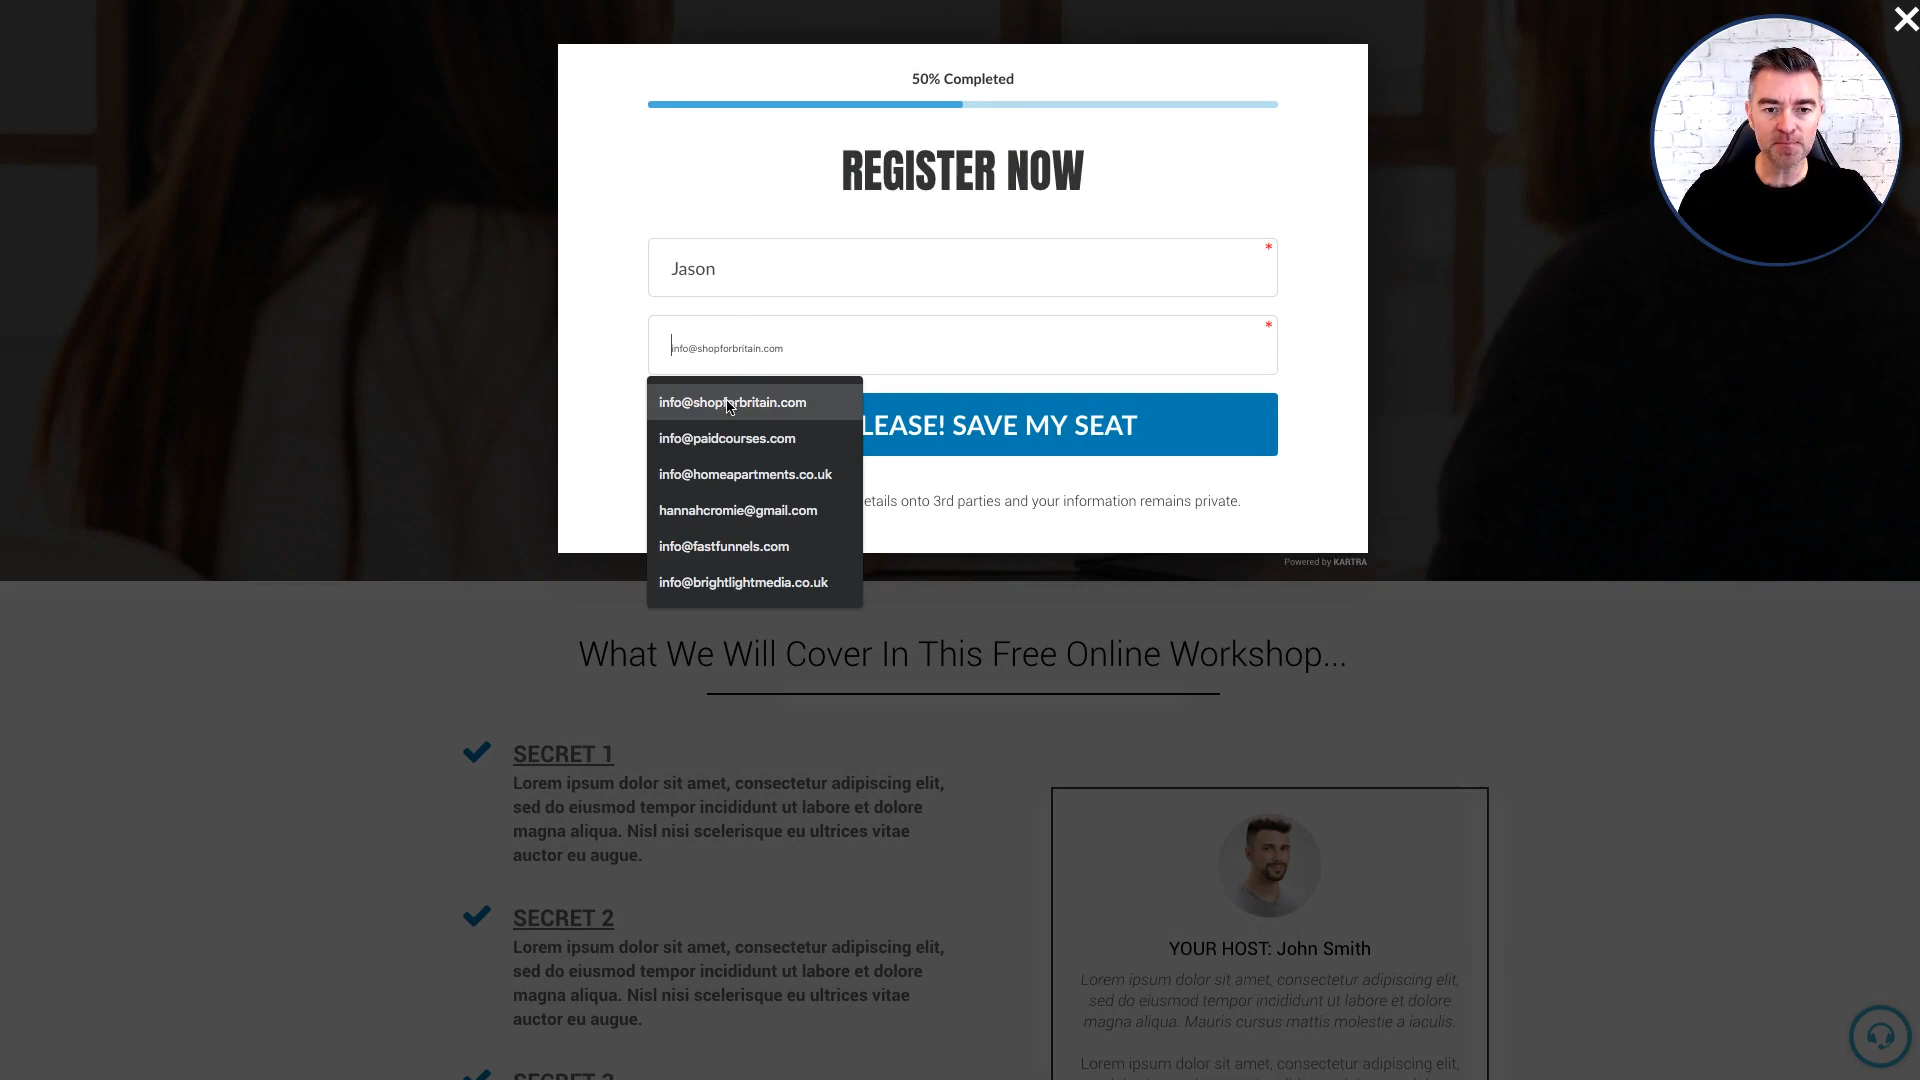 50% Completed
REGISTER NOW
Jason
*
info@shopforbritain.com
*
info@shopforbritain.com
info@paidcourses.com
info@homeapartments.co.uk
hannahcromie@gmail.com
info@fastfunnels.com
info@brightlightmedia.co.uk
LEASE! SAVE MY SEAT
etails onto 3rd parties and your information remains private.
Powered by KARTRA
What We Will Cover In This Free Online Workshop...
SECRET 1
Lorem ipsum dolor sit amet, consectetur adipiscing elit,
sed do eiusmod tempor incididunt ut labore et dolore
magna aliqua. Nisl nisi scelerisque eu ultrices vitae
auctor eu augue.
SECRET 2
Lorem ipsum dolor sit amet, consectetur adipiscing elit,
sed do eiusmod tempor incididunt ut labore et dolore
magna aliqua. Nisl nisi scelerisque eu ultrices vitae
auctor eu augue.
SECRET 3
YOUR HOST: John Smith
Lorem ipsum dolor sit amet, consectetur adipiscing elit,
sed do eiusmod tempor incididunt ut labore et dolore
magna aliqua. Mauris cursus mattis molestie a iaculis.
Lorem ipsum dolor sit amet, consectetur adipiscing elit,